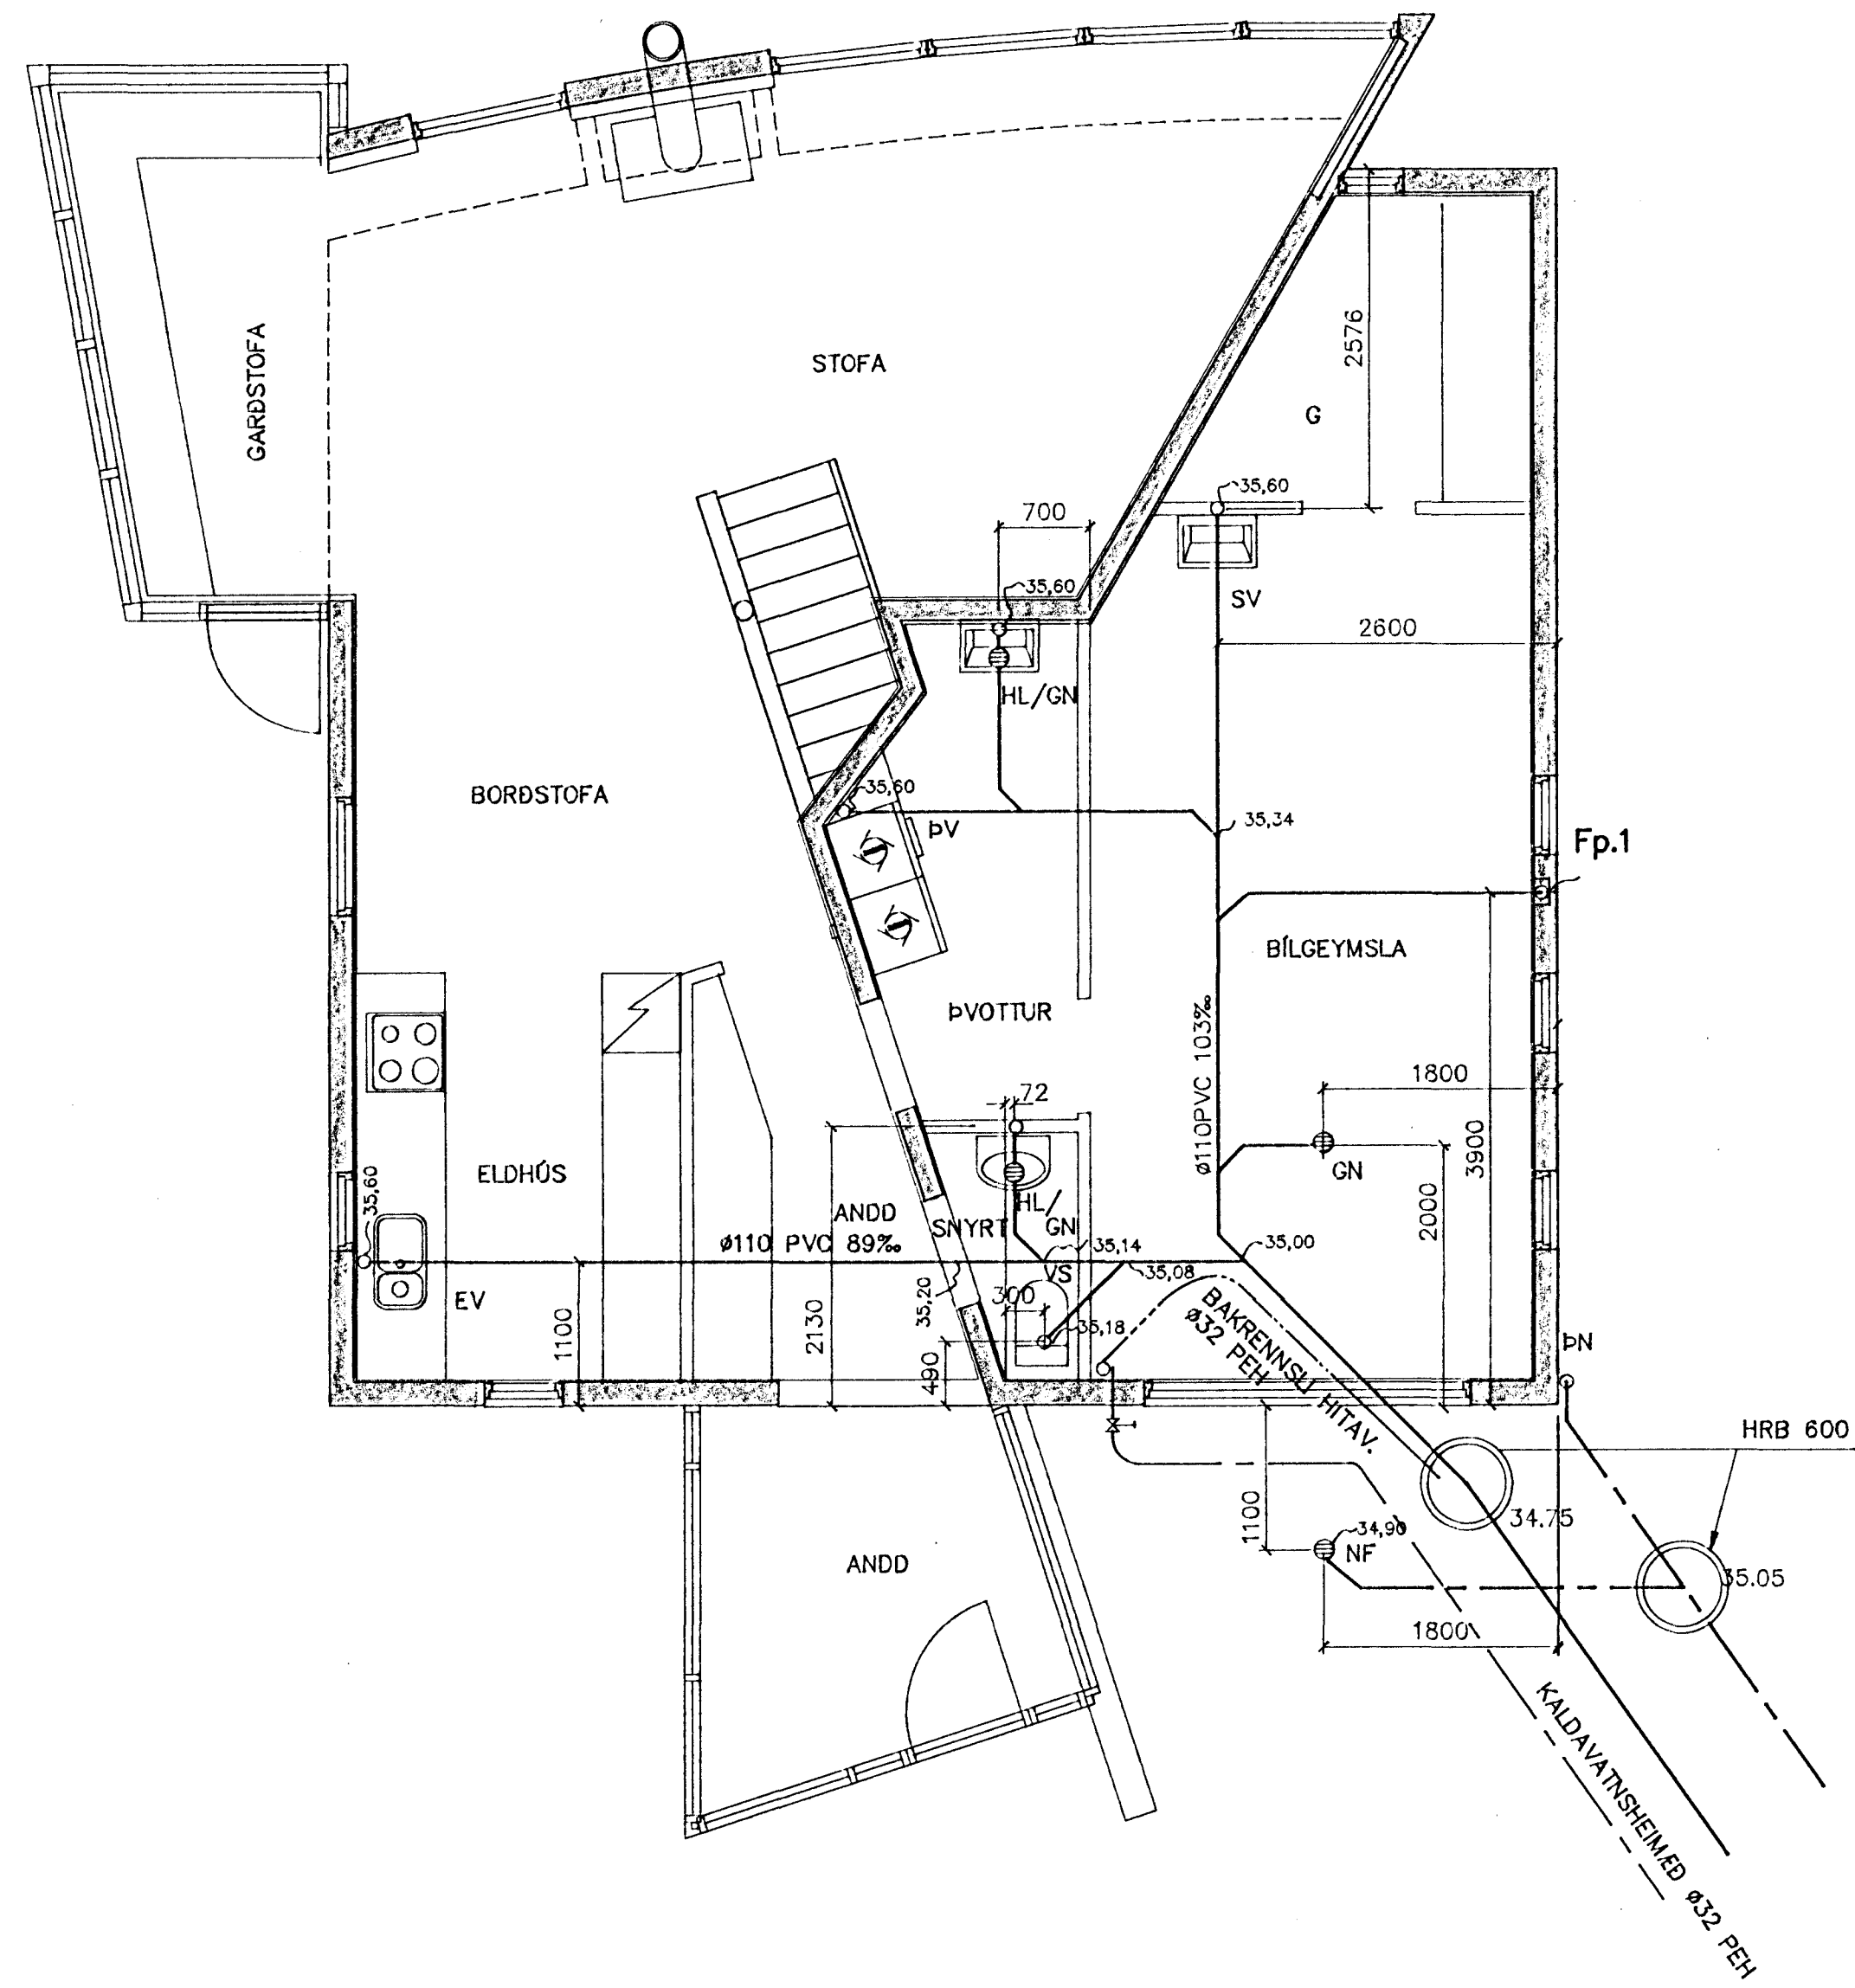 GARÐSTOFA
STOFA
2576
G
35,60
700
35,60
SV
2600
HL/GN
35,60
BORÐSTOFA
ÞV
35,34
Fp.1
BÍLGEYMSLA
ÞVOTTUR
ø110PVC 103‰
1800
3900
72
GN
2000
ELDHÚS
35,60
ANDD
SNYRT
HL/
GN
ø110 PVC 89‰
35,14
35,00
VS
35,08
EV
35,20
300
35,18
1100
2130
490
BAKRENNSLI HITAV.
ø32 PEH
ÞN
HRB 600
34.75
1100
34,90
NF
35.05
ANDD
1800
KALDAVATNSHEIMÆÐ ø32 PEH